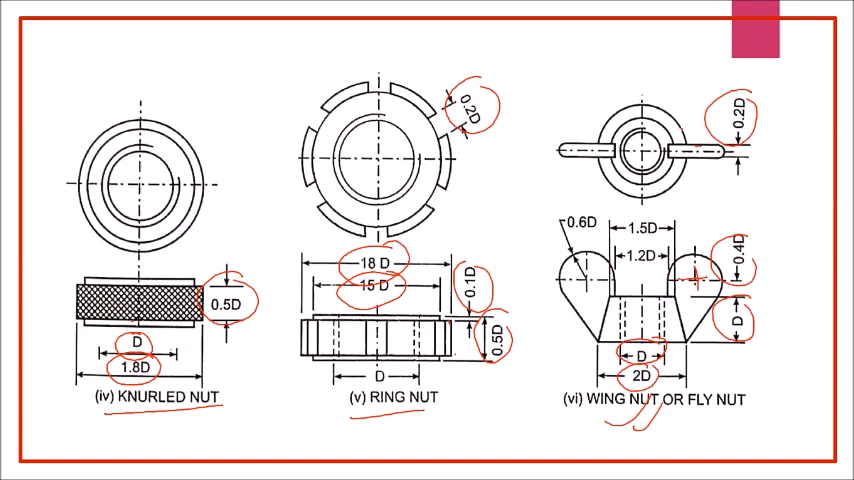 0.5D
D
1.8D
(iv) KNURLED NUT
0.2D
18 D
15 D
0.1D
0.5D
D
(v) RING NUT
0.2D
0.6D
1.5D
1.2D
0.4D
D
D
2D
(vi) WING NUT OR FLY NUT